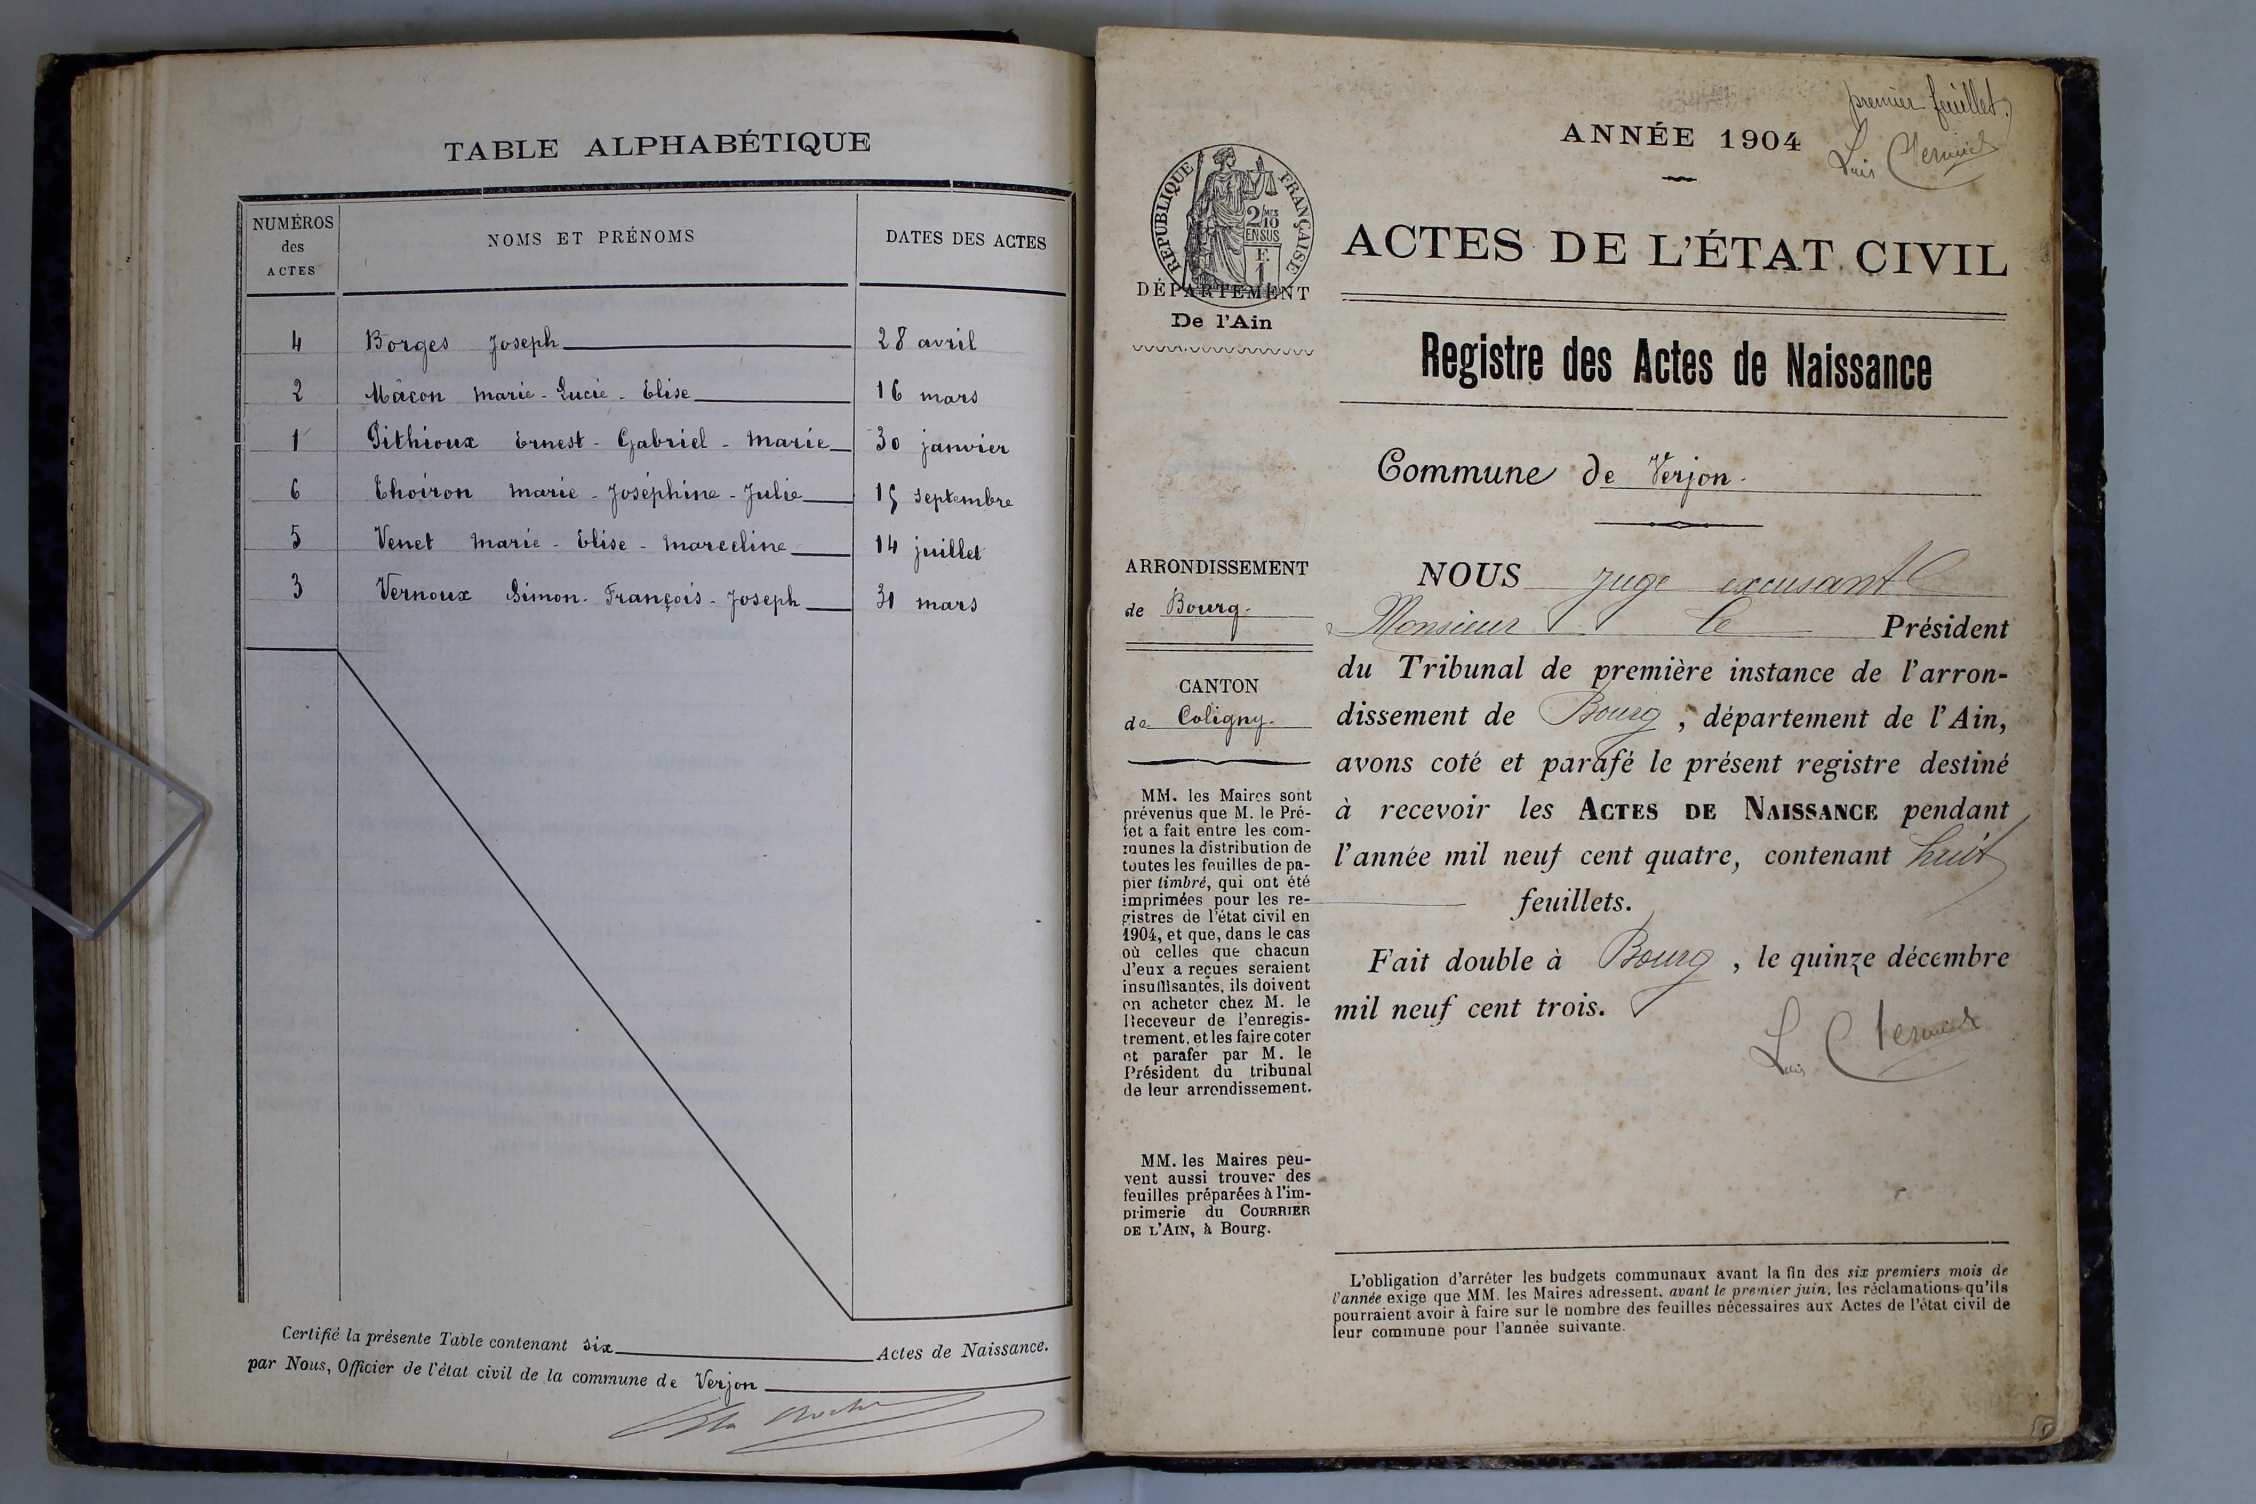 TABLE ALPHABÉTIQUE
NUMÉROS des ACTES
NOMS ET PRÉNOMS
DATES DES ACTES
4 Borges Joseph 28 avril
2 Mâcon Marie-Lucie-Elise 16 mars
1 Pithioux Ernest-Gabriel-Marie 30 janvier
6 Thoiron Marie-Joséphine-Julie 15 septembre
5 Venet Marie-Elise-Marceline 14 juillet
3 Vernoux Simon-François-Joseph 31 mars
Certifié la présente Table contenant six Actes de Naissance.
par Nous, Officier de l'état civil de la commune de Verjon
premier feuillet.
ANNÉE 1904
RÉPUBLIQUE FRANÇAISE
2/10MES
EN SUS
F.
1
ACTES DE L'ÉTAT CIVIL
DÉPARTEMENT
De l'Ain
Registre des Actes de Naissance
Commune de Verjon.
ARRONDISSEMENT
de Bourg.
CANTON
de Coligny.
MM. les Maires sont
prévenus que M. le Pré-
fet a fait entre les com-
munes la distribution de
toutes les feuilles de pa-
pier timbré, qui ont été
imprimées pour les re-
gistres de l'état civil en
1904, et que, dans le cas
où celles que chacun
d'eux a reçues seraient
insuffisantes, ils doivent
en acheter chez M. le
Receveur de l'enregis-
trement, et les faire coter
et parafer par M. le
Président du tribunal
de leur arrondissement.
MM. les Maires peu-
vent aussi trouver des
feuilles préparées à l'im-
primerie du COURRIER
DE L'AIN, à Bourg.
NOUS Juge excusant
Monsieur le Président
du Tribunal de première instance de l'arron-
dissement de Bourg, département de l'Ain,
avons coté et parafé le présent registre destiné
à recevoir les ACTES DE NAISSANCE pendant
l'année mil neuf cent quatre, contenant huit
feuillets.
Fait double à Bourg, le quinze décembre
mil neuf cent trois.
L'obligation d'arrêter les budgets communaux avant la fin des six premiers mois de
l'année exige que MM. les Maires adressent, avant le premier juin, les réclamations qu'ils
pourraient avoir à faire sur le nombre des feuilles nécessaires aux Actes de l'état civil de
leur commune pour l'année suivante.